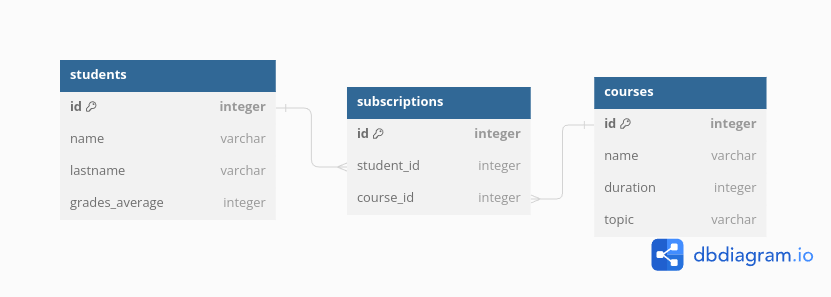 students
id integer
name varchar
lastname varchar
grades_average integer
subscriptions
id integer
student_id integer
course_id integer
courses
id integer
name varchar
duration integer
topic varchar
dbdiagram.io